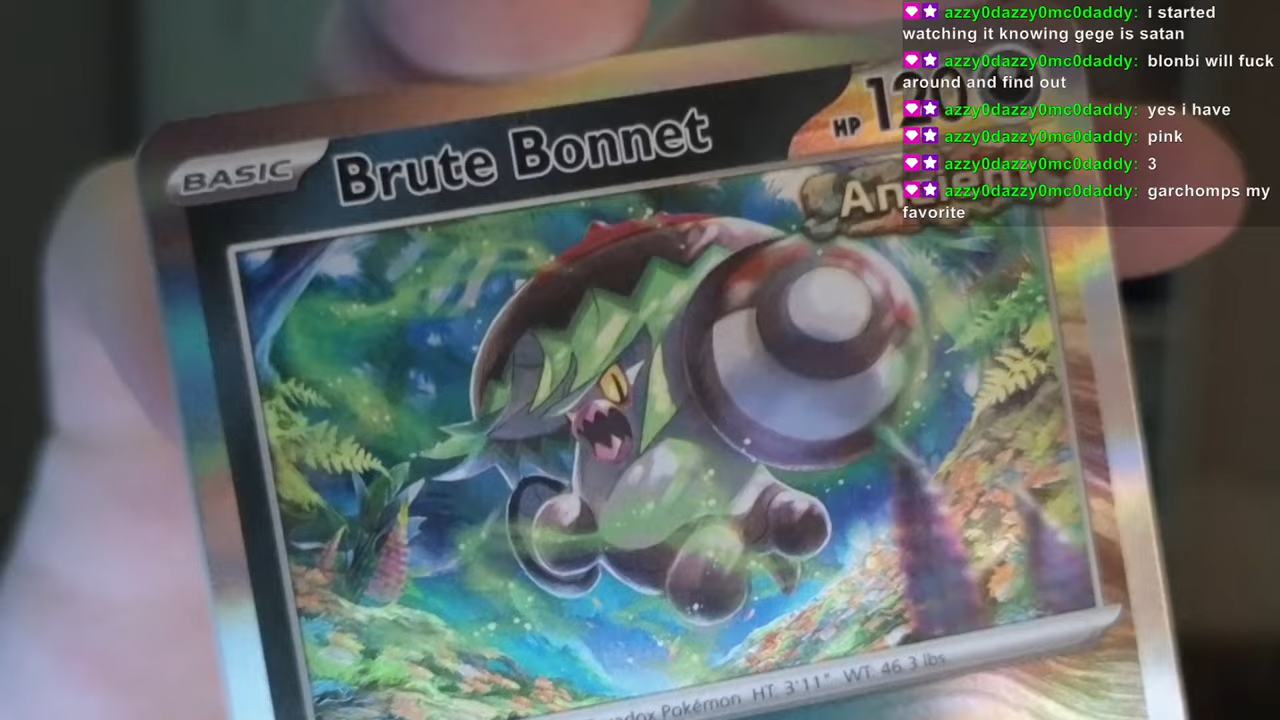 azzy0dazzy0mc0daddy: i started
watching it knowing gege is satan
azzy0dazzy0mc0daddy: blonbi will fuck
around and find out
azzy0dazzy0mc0daddy: yes i have
azzy0dazzy0mc0daddy: pink
azzy0dazzy0mc0daddy: 3
azzy0dazzy0mc0daddy: garchomps my
favorite
BASIC Brute Bonnet HP 120
Ancient
Pokémon HT: 3'11" WT: 46.3 lbs